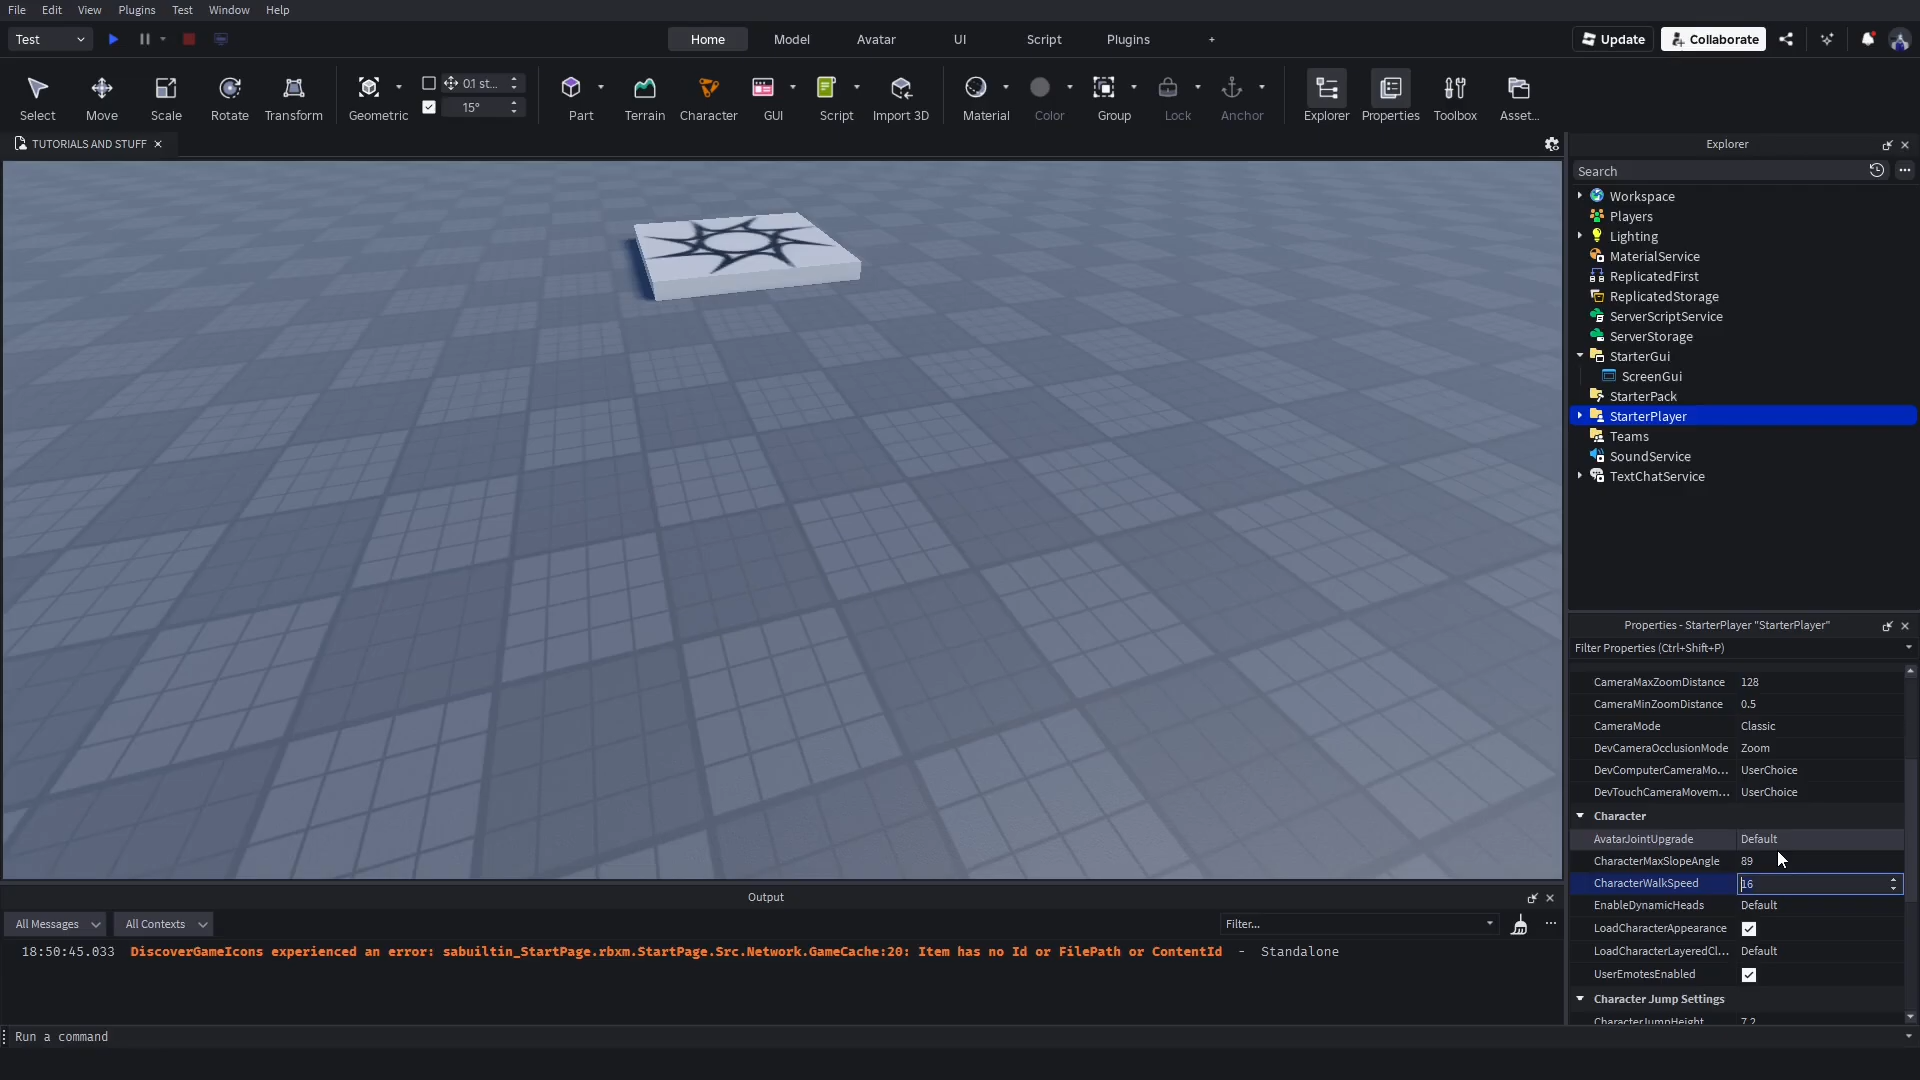 File Edit View Plugins Test Window Help
Test Home Model Avatar UI Script Plugins + Update Collaborate
0.1 st...
15°
Select Move Scale Rotate Transform Geometric Part Terrain Character GUI Script Import 3D Material Color Group Lock Anchor Explorer Properties Toolbox Asset...
TUTORIALS AND STUFF
Explorer
Search
Workspace
Players
Lighting
MaterialService
ReplicatedFirst
ReplicatedStorage
ServerScriptService
ServerStorage
StarterGui
ScreenGui
StarterPack
StarterPlayer
Teams
SoundService
TextChatService
Properties - StarterPlayer "StarterPlayer"
Filter Properties (Ctrl+Shift+P)
CameraMaxZoomDistance 128
CameraMinZoomDistance 0.5
CameraMode Classic
DevCameraOcclusionMode Zoom
DevComputerCameraMo... UserChoice
DevTouchCameraMovem... UserChoice
Character
AvatarJointUpgrade Default
CharacterMaxSlopeAngle 89
CharacterWalkSpeed 16
EnableDynamicHeads Default
LoadCharacterAppearance
LoadCharacterLayeredCl... Default
UserEmotesEnabled
Character Jump Settings
CharacterJumpHeight 7.2
Output
All Messages All Contexts Filter...
18:50:45.033 DiscoverGameIcons experienced an error: sabuiltin_StartPage.rbxm.StartPage.Src.Network.GameCache:20: Item has no Id or FilePath or ContentId - Standalone
Run a command